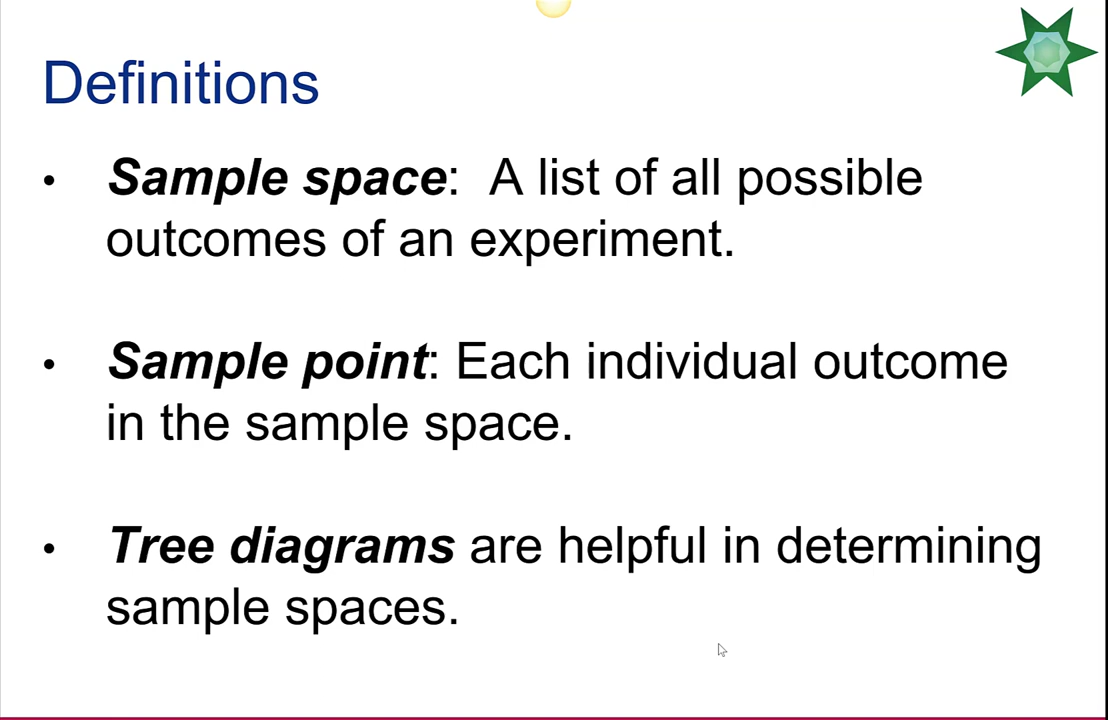 Definitions
• Sample space:  A list of all possible
outcomes of an experiment.
• Sample point: Each individual outcome
in the sample space.
• Tree diagrams are helpful in determining
sample spaces.